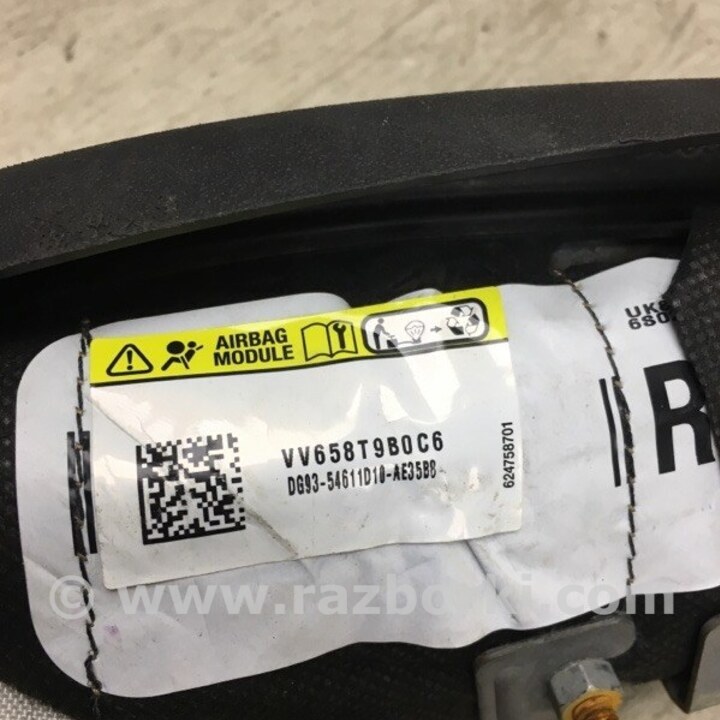 AIRBAG
MODULE
VV658T9B0C6
DG93-54611D10-AE35B8
624758701
R
© www.razborki.com